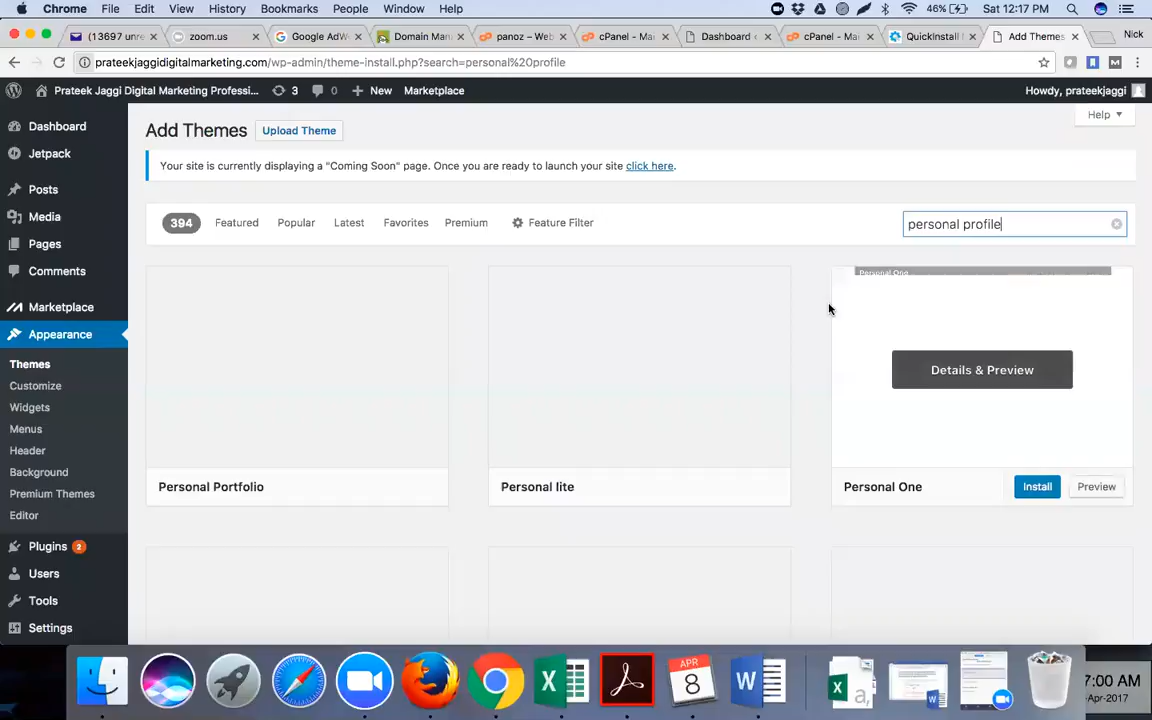 Chrome File Edit View History Bookmarks People Window Help 46% Sat 12:17 PM
(13697 unre zoom.us Google AdW Domain Man panoz – Web cPanel - Ma Dashboard cPanel - Mai QuickInstall Add Themes Nick
prateekjaggidigitalmarketing.com/wp-admin/theme-install.php?search=personal%20profile
Prateek Jaggi Digital Marketing Professi... 3 0 New Marketplace Howdy, prateekjaggi
Help
Dashboard
Jetpack
Posts
Media
Pages
Comments
Marketplace
Appearance
Themes
Customize
Widgets
Menus
Header
Background
Premium Themes
Editor
Plugins 2
Users
Tools
Settings
Add Themes Upload Theme
Your site is currently displaying a "Coming Soon" page. Once you are ready to launch your site click here.
394 Featured Popular Latest Favorites Premium Feature Filter personal profile
Personal One
Details & Preview
Personal Portfolio Personal lite Personal One Install Preview
APR
8
7:00 AM
-Apr-2017